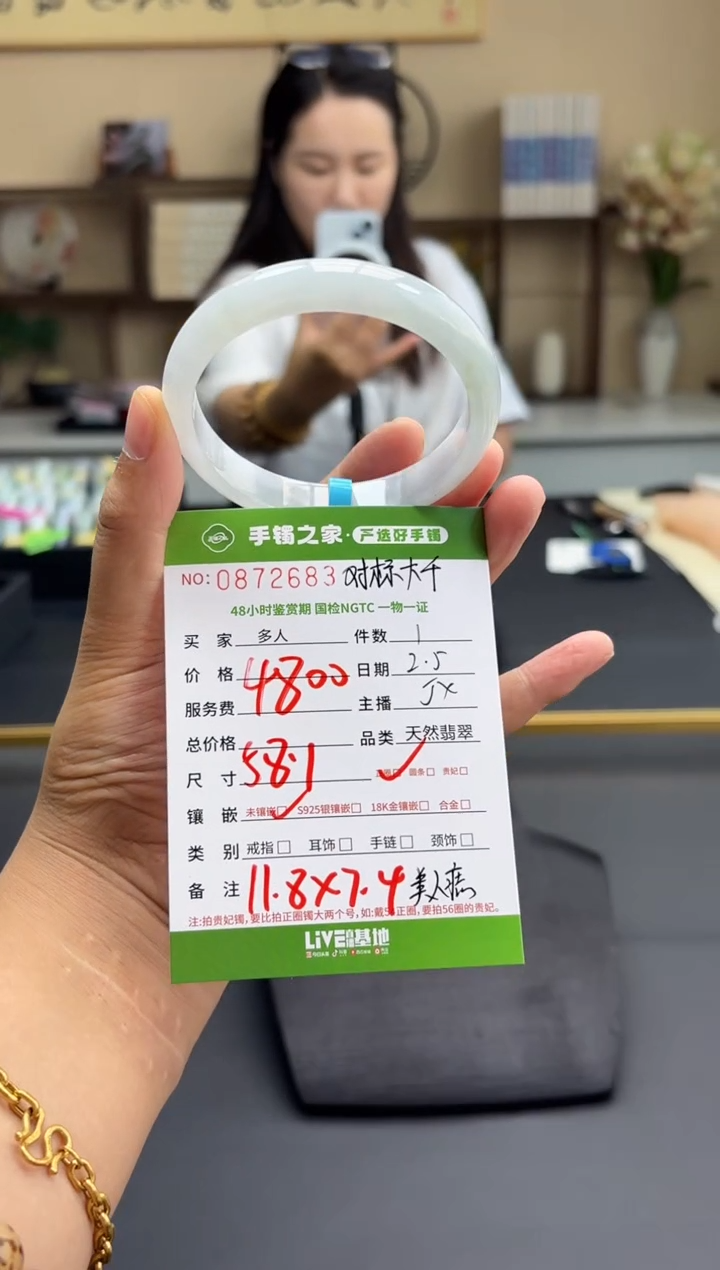 手镯之家·严选好手镯
NO：0872683 对标大千
48小时鉴赏期 国检NGTC 一物一证
买 家 多人 件数 1
价 格 4800 日期 2.5
服务费 主播 JX
总价格 品类 天然翡翠
尺 寸 58.1 正圈 圆条 贵妃
镶 嵌 未镶嵌 S925银镶嵌 18K金镶嵌 合金
类 别 戒指 耳饰 手链 颈饰
备 注 11.8X7.4 美人痣
注:拍贵妃镯,要比拍正圈镯大两个号,如:戴54正圈,要拍56圈的贵妃。
LiVE 基地